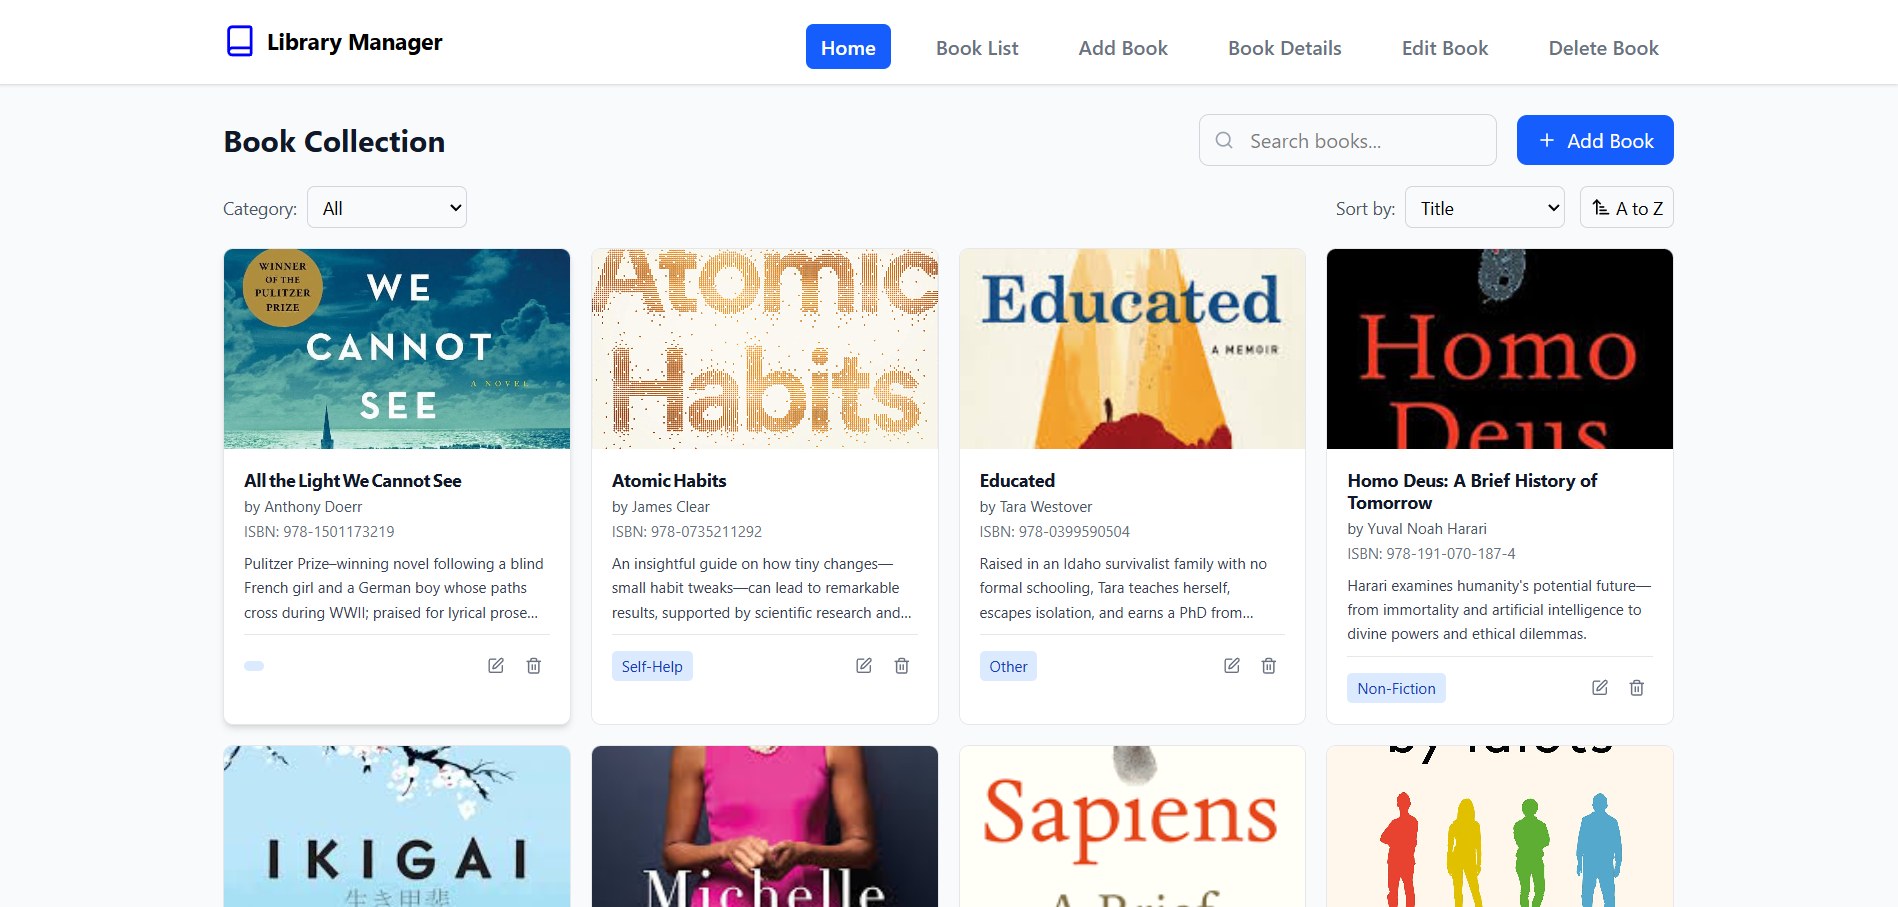 Library Manager
Home
Book List
Add Book
Book Details
Edit Book
Delete Book
Book Collection
Search books...
Add Book
Category:
All
Sort by:
Title
A to Z
WINNER
OF THE
PULITZER
PRIZE
WE
CANNOT
A NOVEL
SEE
All the Light We Cannot See
by Anthony Doerr
ISBN: 978-1501173219
Pulitzer Prize–winning novel following a blind
French girl and a German boy whose paths
cross during WWII; praised for lyrical prose...
Atomic
Habits
Atomic Habits
by James Clear
ISBN: 978-0735211292
An insightful guide on how tiny changes—
small habit tweaks—can lead to remarkable
results, supported by scientific research and...
Self-Help
Educated
A MEMOIR
Educated
by Tara Westover
ISBN: 978-0399590504
Raised in an Idaho survivalist family with no
formal schooling, Tara teaches herself,
escapes isolation, and earns a PhD from...
Other
Homo
Deus
Homo Deus: A Brief History of
Tomorrow
by Yuval Noah Harari
ISBN: 978-191-070-187-4
Harari examines humanity's potential future—
from immortality and artificial intelligence to
divine powers and ethical dilemmas.
Non-Fiction
IKIGAI
生き甲斐
Michelle
Sapiens
A Brief
by Idiots